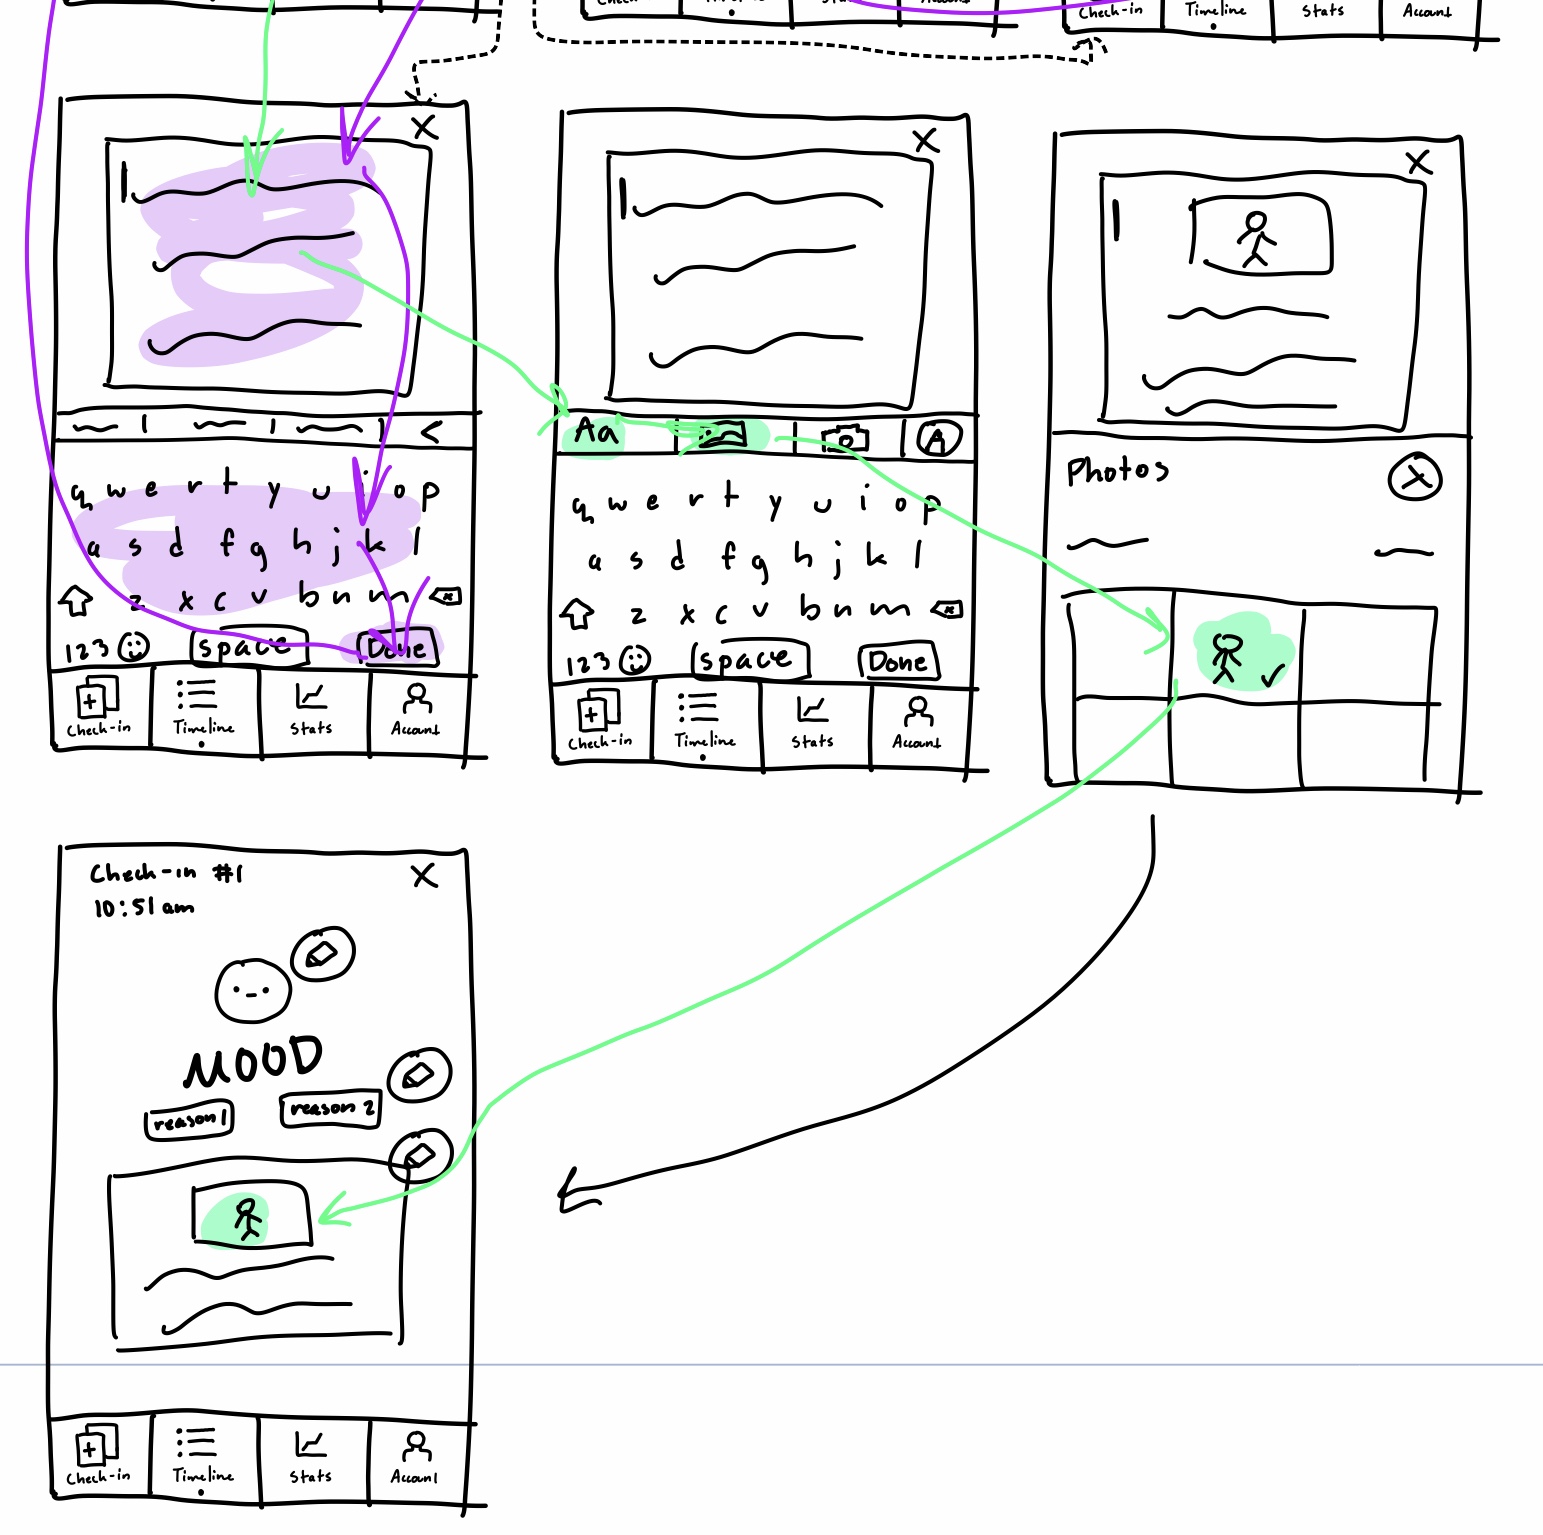 Check-in Timeline Stats Account
q w e r t y u i o p
a s d f g h j k l
z x c v b n m
123 space Done
Check-in Timeline Stats Account
Aa A
q w e r t y u i o p
a s d f g h j k l
z x c v b n m
123 space Done
Check-in Timeline Stats Account
Photos
Check-in #1
10:51 am
MOOD
reason 1 reason 2
Check-in Timeline Stats Account